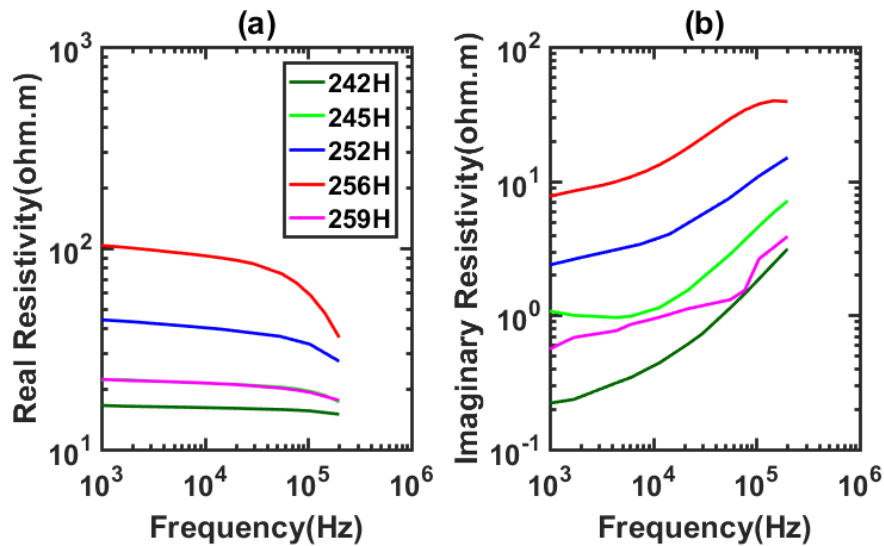 (a)
10^3
10^2
10^1
Real Resistivity(ohm.m)
242H
245H
252H
256H
259H
10^3 10^4 10^5 10^6
Frequency(Hz)
(b)
10^2
10^1
10^0
10^-1
Imaginary Resistivity(ohm.m)
10^3 10^4 10^5 10^6
Frequency(Hz)